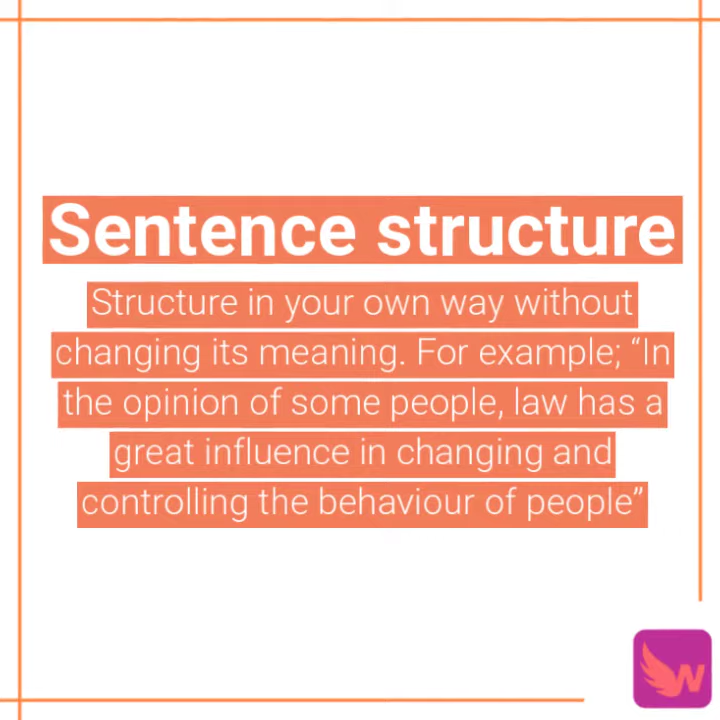 Sentence structure
Structure in your own way without
changing its meaning. For example; “In
the opinion of some people, law has a
great influence in changing and
controlling the behaviour of people”
W